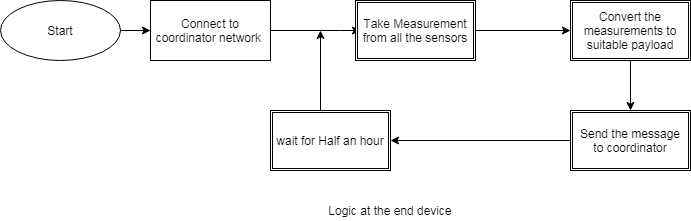 Start
Connect to
coordinator network
Take Measurement
from all the sensors
Convert the
measurements to
suitable payload
wait for Half an hour
Send the message
to coordinator
Logic at the end device